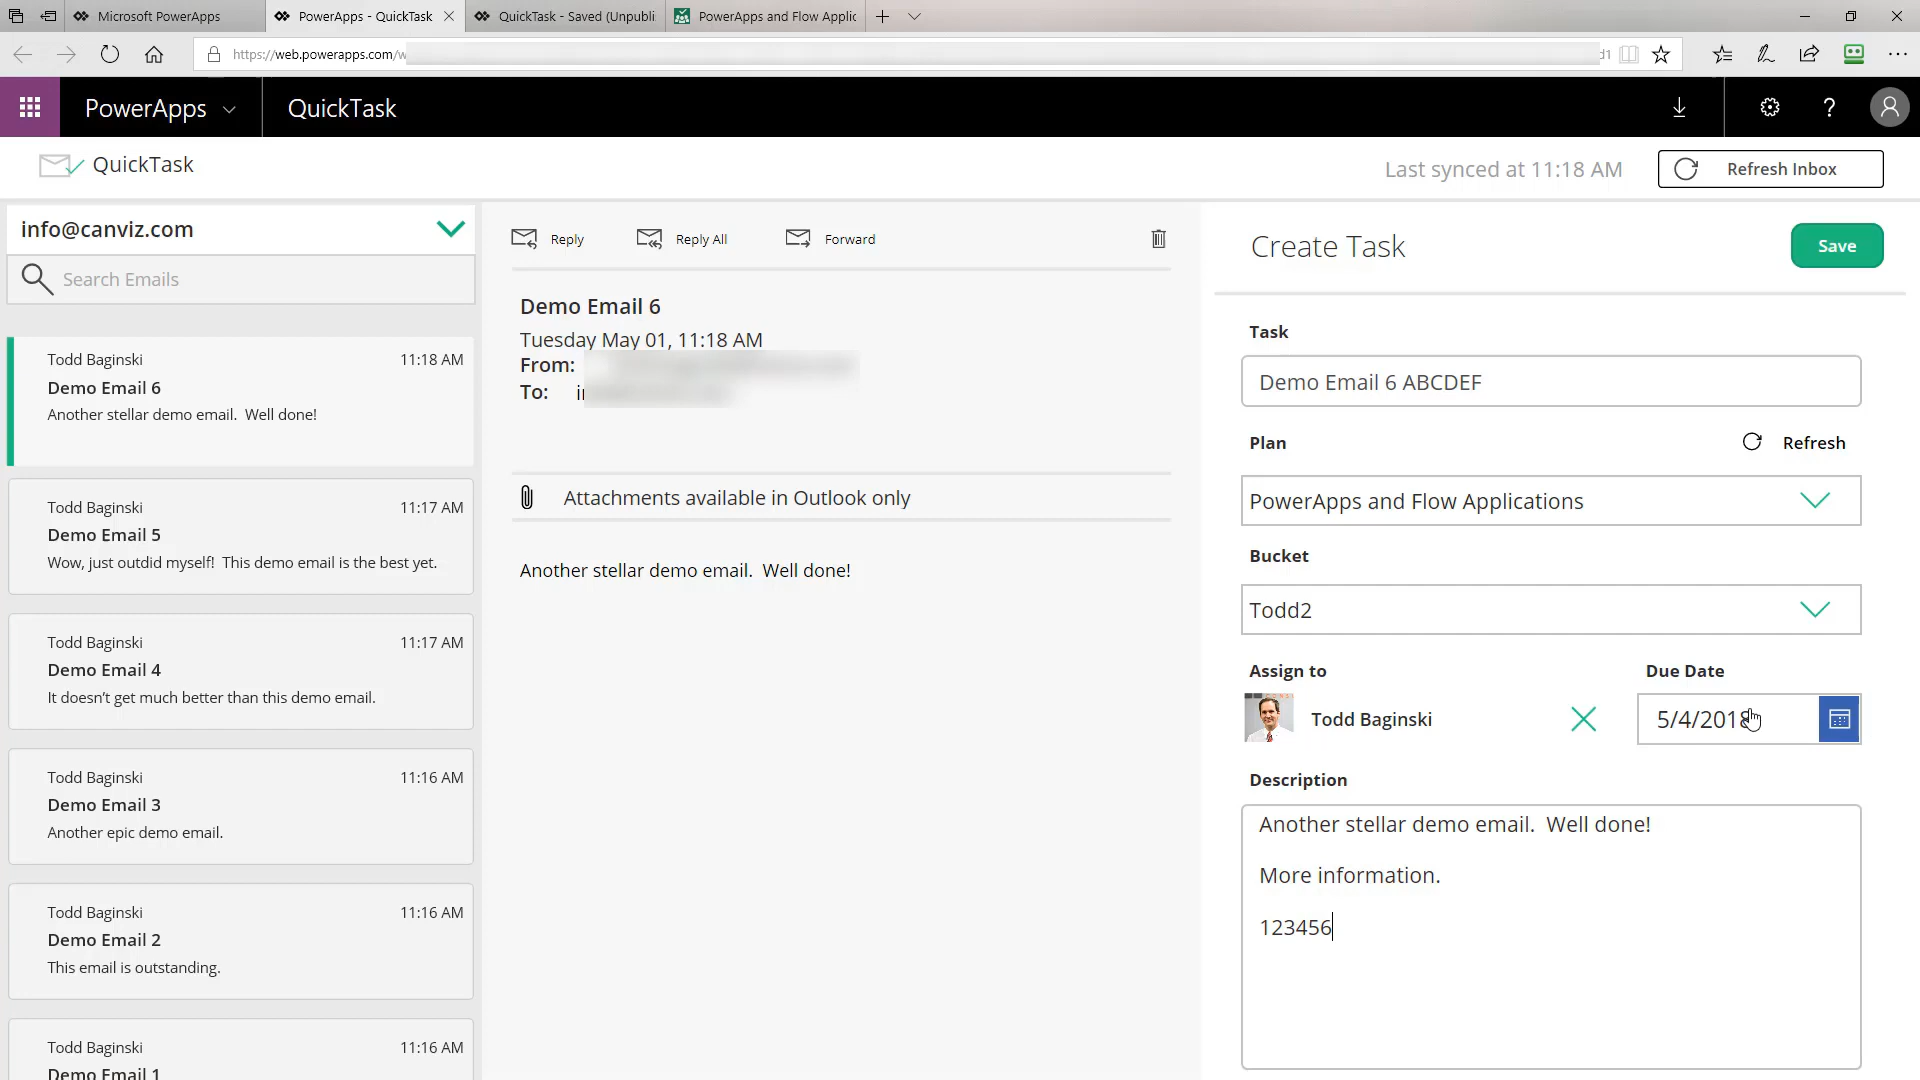 Microsoft PowerApps
PowerApps - QuickTask
QuickTask - Saved (Unpubli
PowerApps and Flow Applic
https://web.powerapps.com/w
d1
PowerApps
QuickTask
?
QuickTask
Last synced at 11:18 AM
Refresh Inbox
info@canviz.com
Search Emails
Todd Baginski 11:18 AM
Demo Email 6
Another stellar demo email.  Well done!
Todd Baginski 11:17 AM
Demo Email 5
Wow, just outdid myself!  This demo email is the best yet.
Todd Baginski 11:17 AM
Demo Email 4
It doesn't get much better than this demo email.
Todd Baginski 11:16 AM
Demo Email 3
Another epic demo email.
Todd Baginski 11:16 AM
Demo Email 2
This email is outstanding.
Todd Baginski 11:16 AM
Demo Email 1
Reply Reply All Forward
Demo Email 6
Tuesday May 01, 11:18 AM
From:
To:
Attachments available in Outlook only
Another stellar demo email.  Well done!
Create Task
Save
Task
Demo Email 6 ABCDEF
Plan
Refresh
PowerApps and Flow Applications
Bucket
Todd2
Assign to
Due Date
Todd Baginski
5/4/2018
Description
Another stellar demo email.  Well done!
More information.
123456